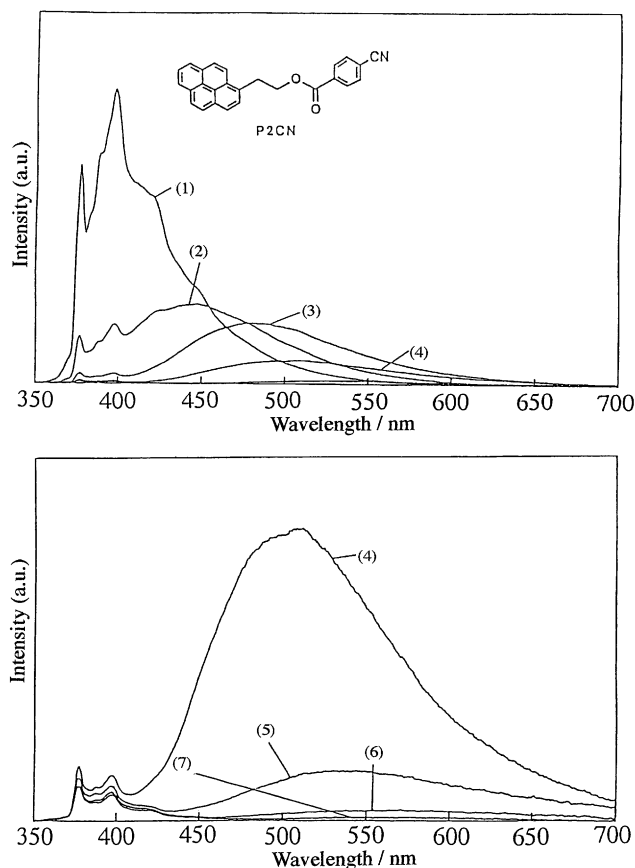 CN
O
O
P2CN
(1)
(2)
(3)
(4)
Intensity (a.u.)
350 400 450 500 550 600 650 700
Wavelength / nm
(4)
(5)
(6)
(7)
Intensity (a.u.)
350 400 450 500 550 600 650 700
Wavelength / nm